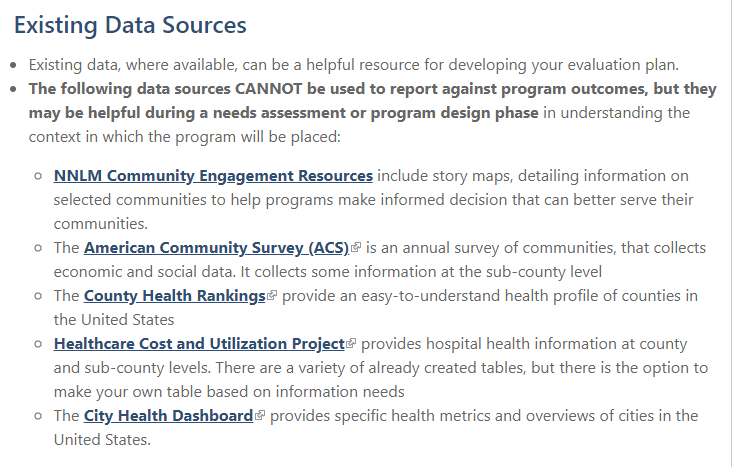 Existing Data Sources
Existing data, where available, can be a helpful resource for developing your evaluation plan.
The following data sources CANNOT be used to report against program outcomes, but they
may be helpful during a needs assessment or program design phase in understanding the
context in which the program will be placed:
NNLM Community Engagement Resources include story maps, detailing information on
selected communities to help programs make informed decision that can better serve their
communities.
The American Community Survey (ACS) is an annual survey of communities, that collects
economic and social data. It collects some information at the sub-county level
The County Health Rankings provide an easy-to-understand health profile of counties in
the United States
Healthcare Cost and Utilization Project provides hospital health information at county
and sub-county levels. There are a variety of already created tables, but there is the option to
make your own table based on information needs
The City Health Dashboard provides specific health metrics and overviews of cities in the
United States.